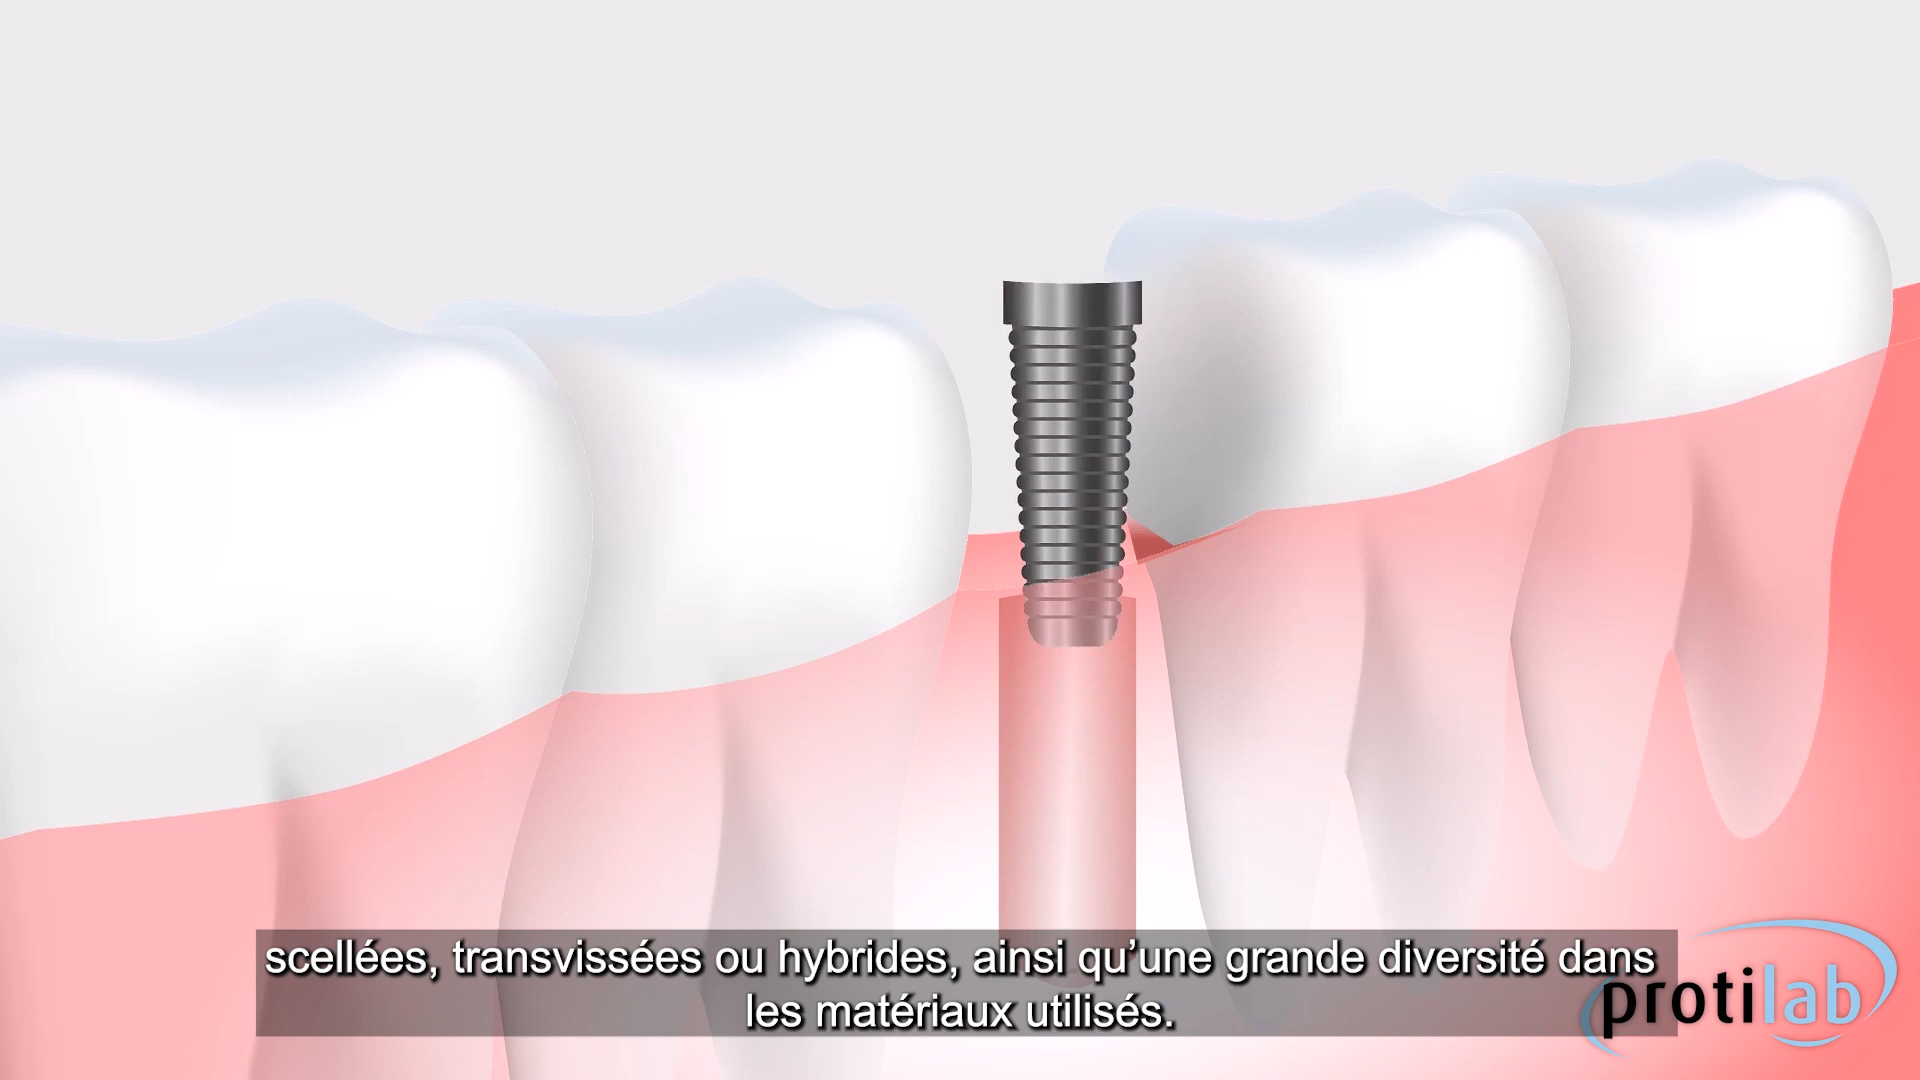 scellées, transvissées ou hybrides, ainsi qu’une grande diversité dans
les matériaux utilisés.
protilab